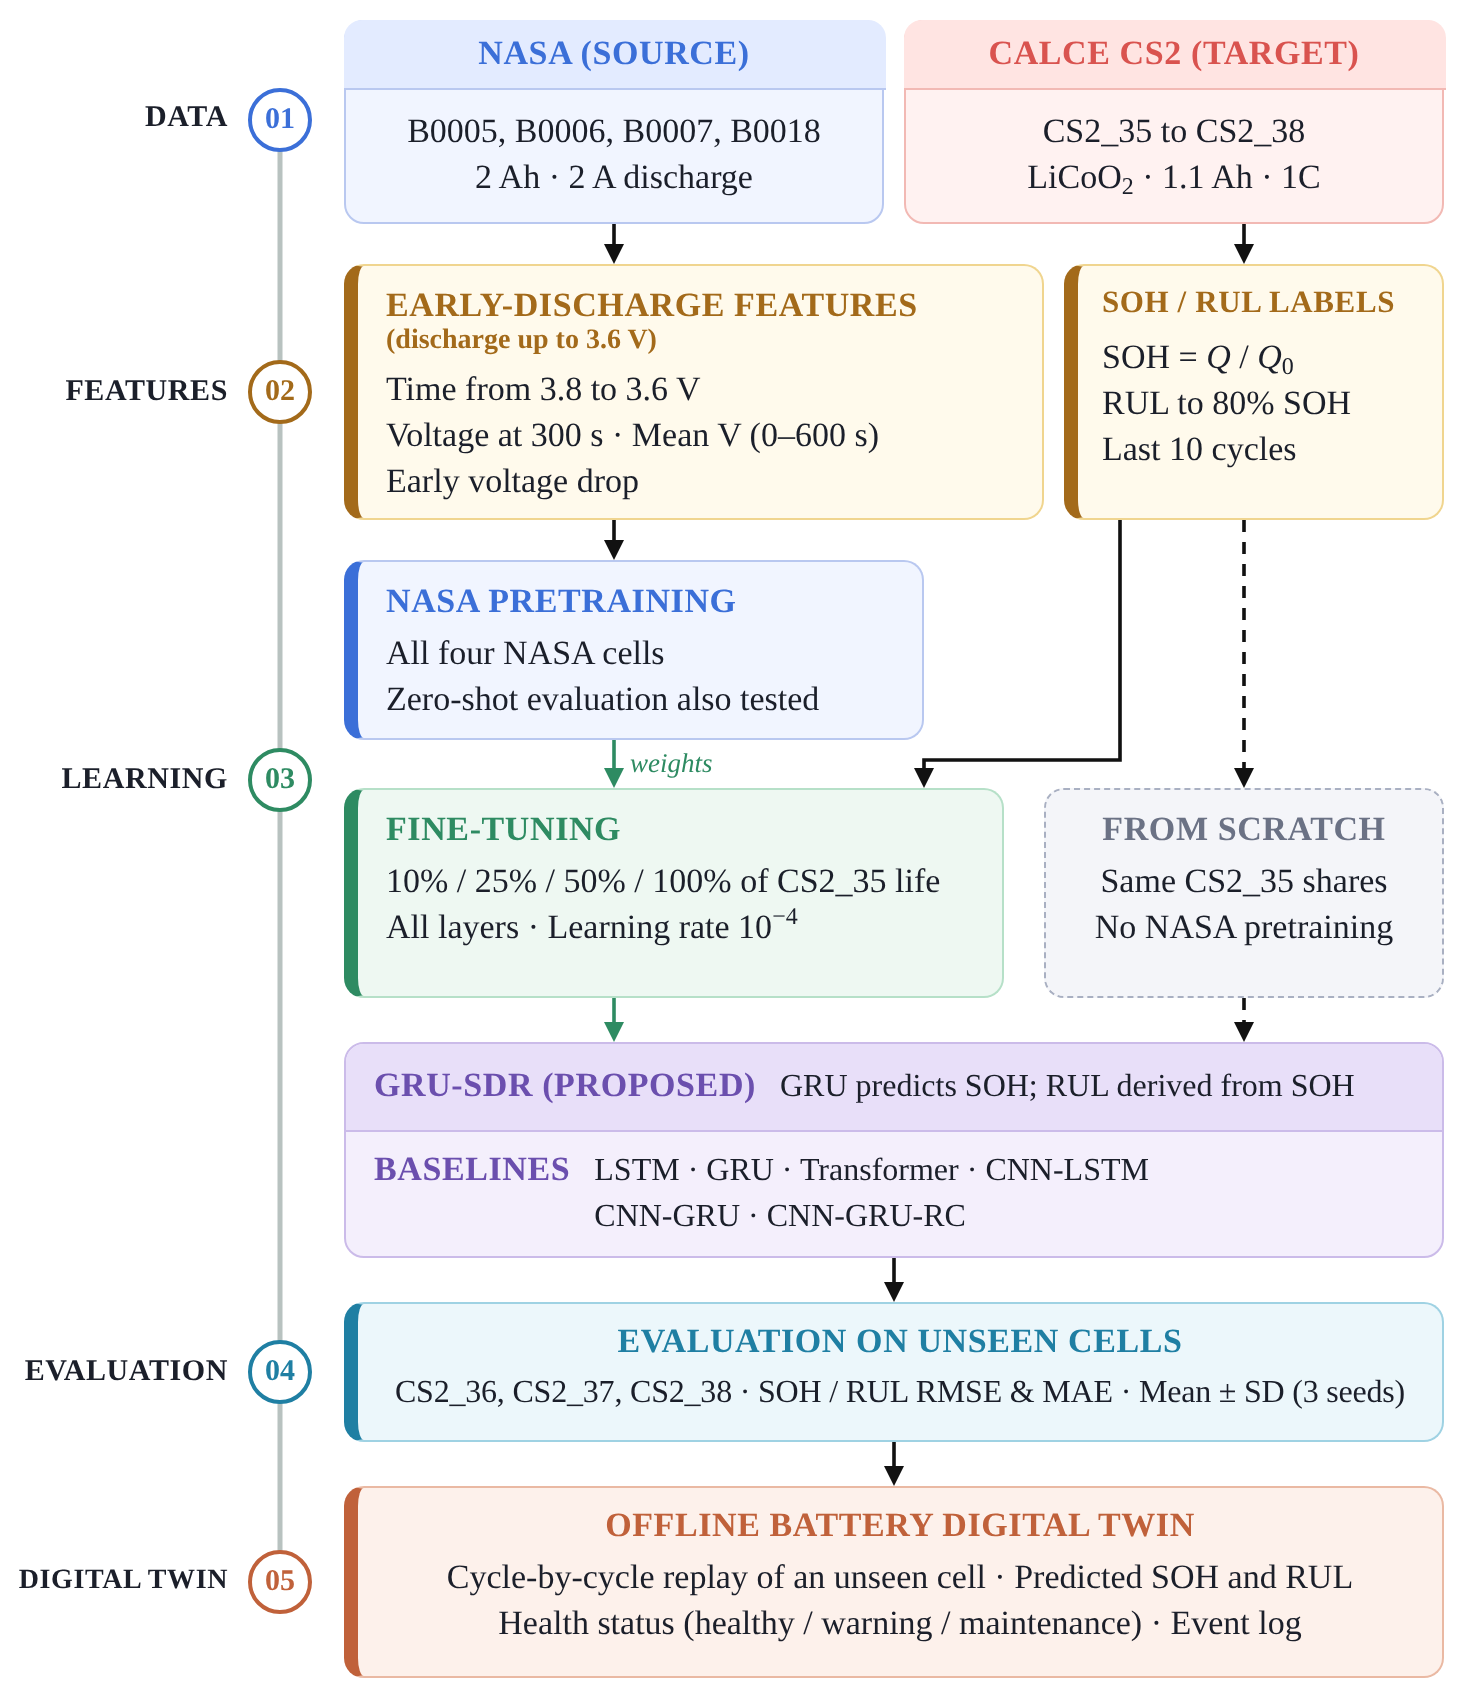 NASA (SOURCE)
CALCE CS2 (TARGET)
DATA
01
B0005, B0006, B0007, B0018
2 Ah · 2 A discharge
CS2_35 to CS2_38
LiCoO₂ · 1.1 Ah · 1C
FEATURES
02
EARLY-DISCHARGE FEATURES
(discharge up to 3.6 V)
Time from 3.8 to 3.6 V
Voltage at 300 s · Mean V (0–600 s)
Early voltage drop
SOH / RUL LABELS
SOH = Q / Q₀
RUL to 80% SOH
Last 10 cycles
NASA PRETRAINING
All four NASA cells
Zero-shot evaluation also tested
weights
LEARNING
03
FINE-TUNING
10% / 25% / 50% / 100% of CS2_35 life
All layers · Learning rate 10⁻⁴
FROM SCRATCH
Same CS2_35 shares
No NASA pretraining
GRU-SDR (PROPOSED) GRU predicts SOH; RUL derived from SOH
BASELINES LSTM · GRU · Transformer · CNN-LSTM
CNN-GRU · CNN-GRU-RC
EVALUATION
04
EVALUATION ON UNSEEN CELLS
CS2_36, CS2_37, CS2_38 · SOH / RUL RMSE & MAE · Mean ± SD (3 seeds)
DIGITAL TWIN
05
OFFLINE BATTERY DIGITAL TWIN
Cycle-by-cycle replay of an unseen cell · Predicted SOH and RUL
Health status (healthy / warning / maintenance) · Event log